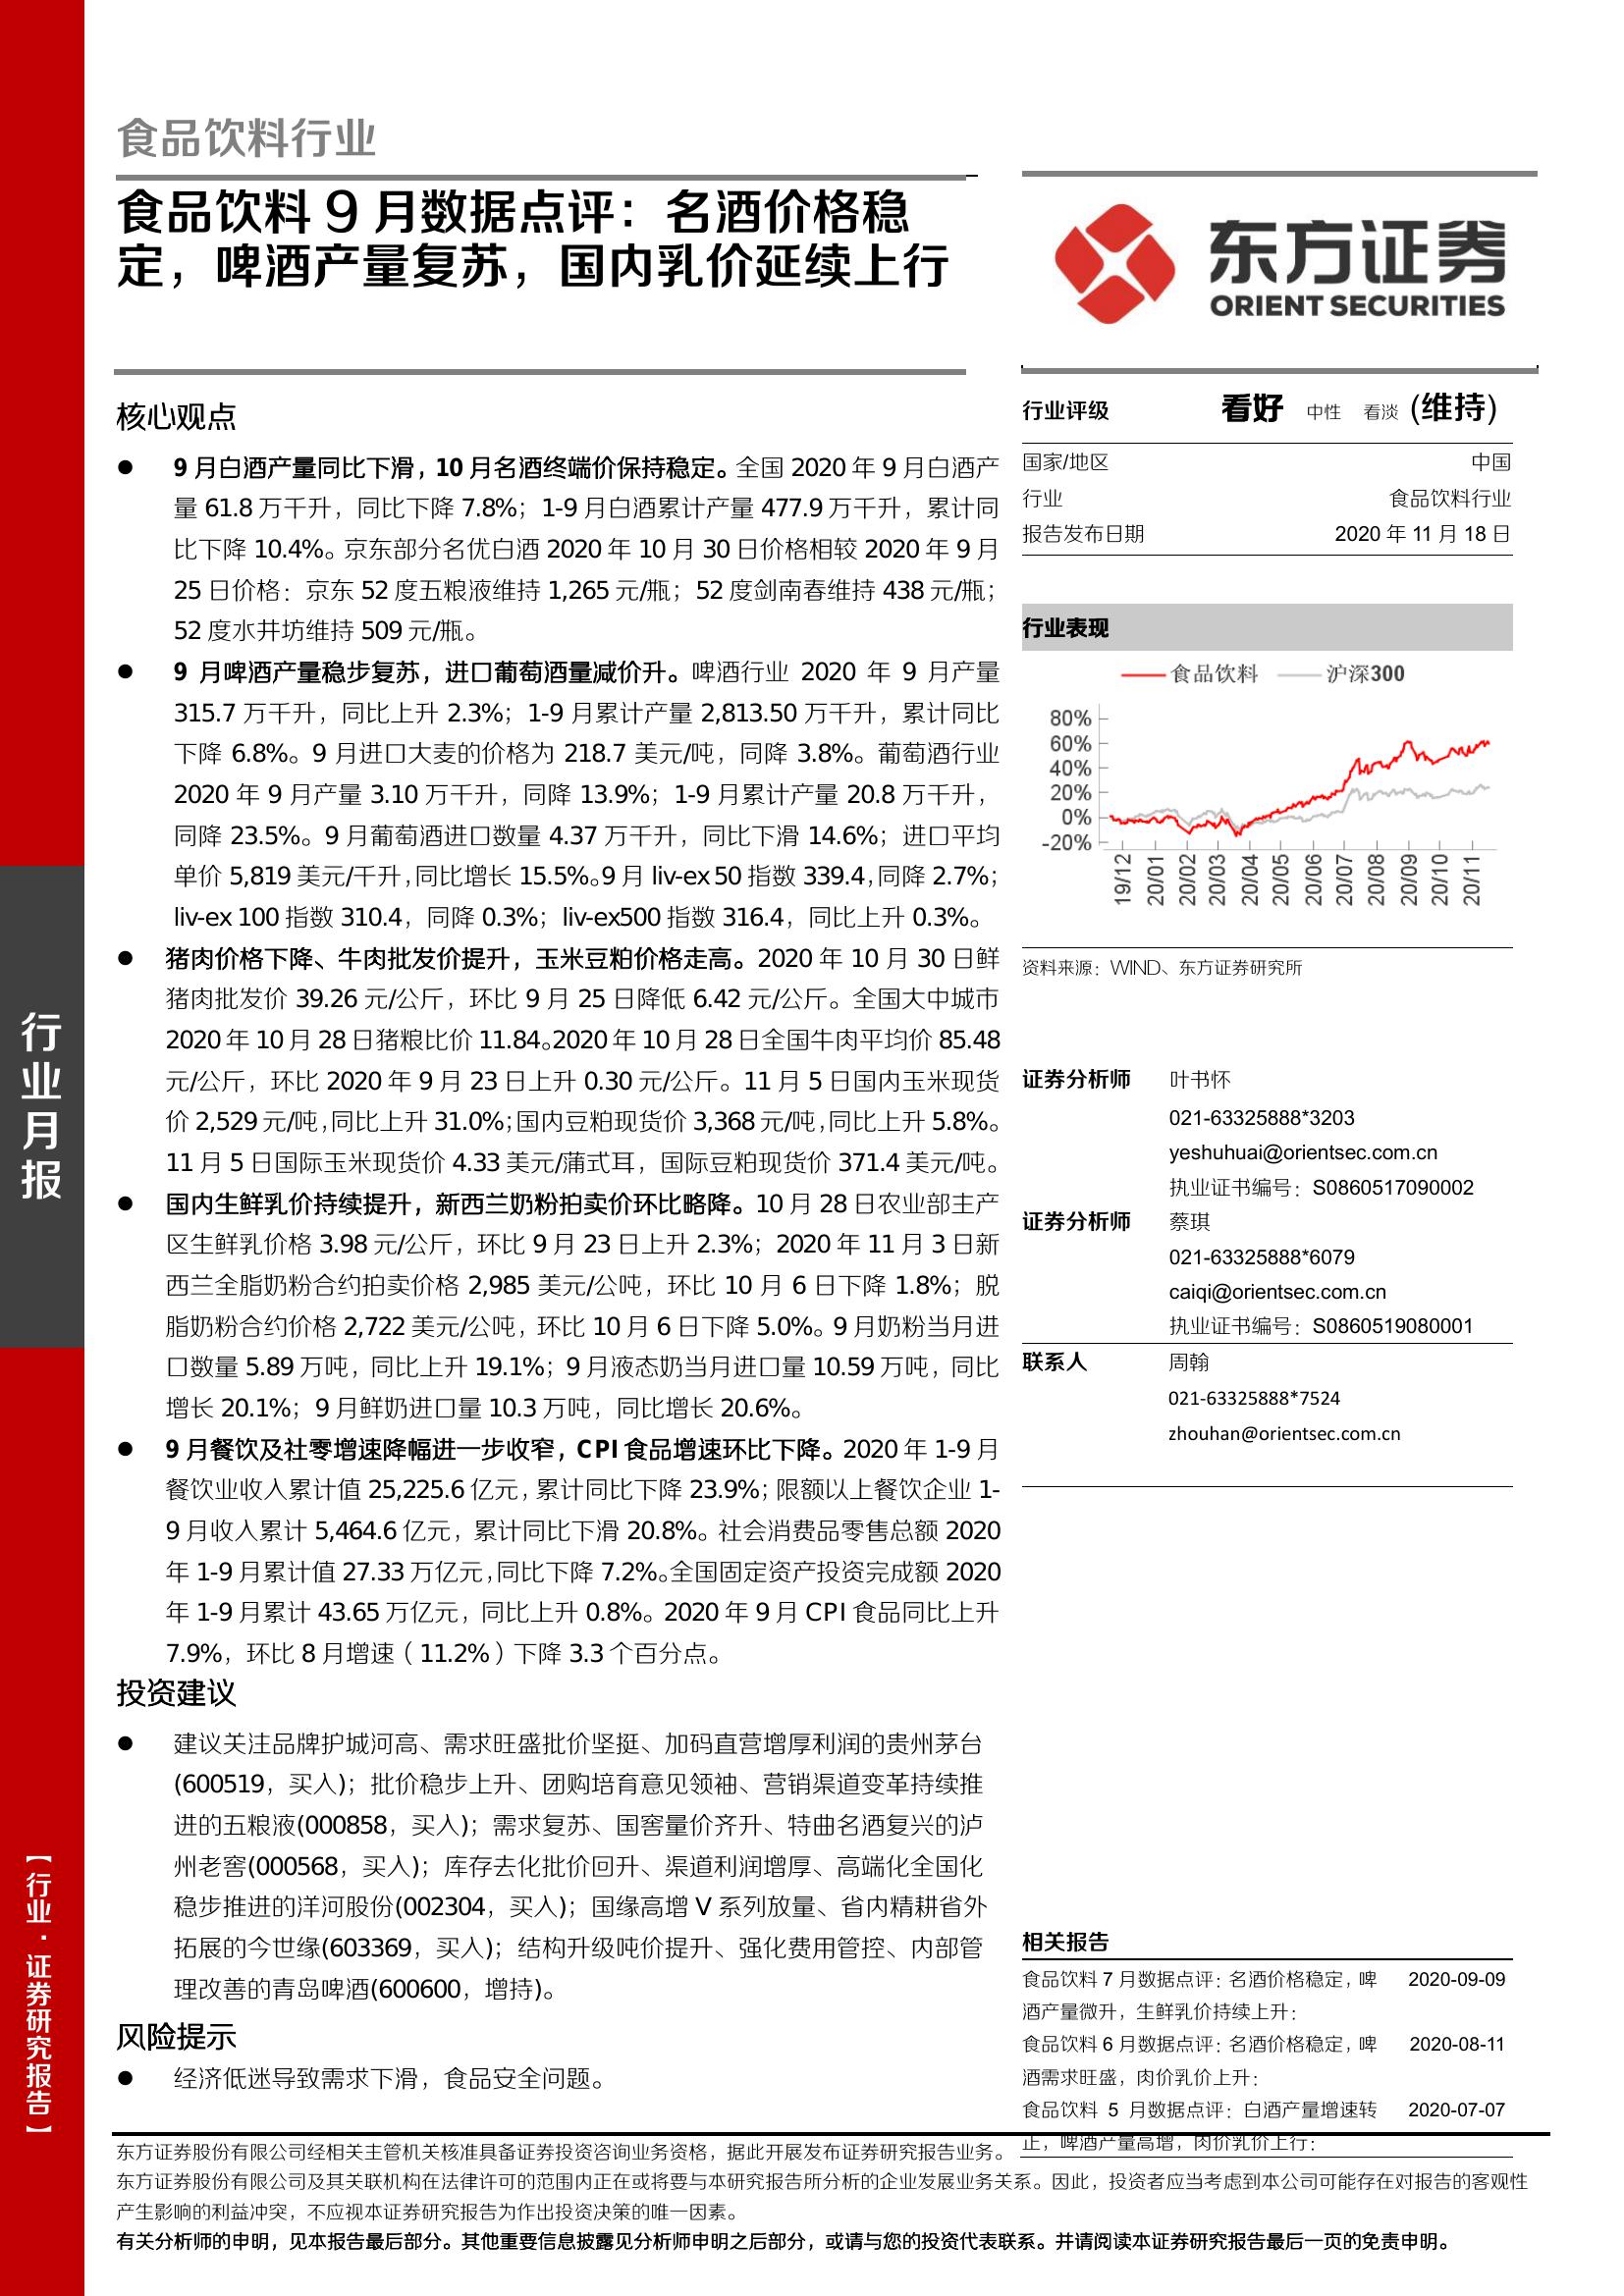 食品饮料行业
食品饮料 9 月数据点评：名酒价格稳
定，啤酒产量复苏，国内乳价延续上行
东方证券
ORIENT SECURITIES
核心观点
● 9 月白酒产量同比下滑，10 月名酒终端价保持稳定。全国 2020 年 9 月白酒产
量 61.8 万千升，同比下降 7.8%；1-9 月白酒累计产量 477.9 万千升，累计同
比下降 10.4%。京东部分名优白酒 2020 年 10 月 30 日价格相较 2020 年 9 月
25 日价格：京东 52 度五粮液维持 1,265 元/瓶；52 度剑南春维持 438 元/瓶；
52 度水井坊维持 509 元/瓶。
● 9 月啤酒产量稳步复苏，进口葡萄酒量减价升。啤酒行业 2020 年 9 月产量
315.7 万千升，同比上升 2.3%；1-9 月累计产量 2,813.50 万千升，累计同比
下降 6.8%。9 月进口大麦的价格为 218.7 美元/吨，同降 3.8%。葡萄酒行业
2020 年 9 月产量 3.10 万千升，同降 13.9%；1-9 月累计产量 20.8 万千升，
同降 23.5%。9 月葡萄酒进口数量 4.37 万千升，同比下滑 14.6%；进口平均
单价 5,819 美元/千升，同比增长 15.5%。9 月 liv-ex 50 指数 339.4，同降 2.7%；
liv-ex 100 指数 310.4，同降 0.3%；liv-ex500 指数 316.4，同比上升 0.3%。
● 猪肉价格下降、牛肉批发价提升，玉米豆粕价格走高。2020 年 10 月 30 日鲜
猪肉批发价 39.26 元/公斤，环比 9 月 25 日降低 6.42 元/公斤。全国大中城市
2020 年 10 月 28 日猪粮比价 11.84。2020 年 10 月 28 日全国牛肉平均价 85.48
元/公斤，环比 2020 年 9 月 23 日上升 0.30 元/公斤。11 月 5 日国内玉米现货
价 2,529 元/吨，同比上升 31.0%；国内豆粕现货价 3,368 元/吨，同比上升 5.8%。
11 月 5 日国际玉米现货价 4.33 美元/蒲式耳，国际豆粕现货价 371.4 美元/吨。
● 国内生鲜乳价持续提升，新西兰奶粉拍卖价环比略降。10 月 28 日农业部主产
区生鲜乳价格 3.98 元/公斤，环比 9 月 23 日上升 2.3%；2020 年 11 月 3 日新
西兰全脂奶粉合约拍卖价格 2,985 美元/公吨，环比 10 月 6 日下降 1.8%；脱
脂奶粉合约价格 2,722 美元/公吨，环比 10 月 6 日下降 5.0%。9 月奶粉当月进
口数量 5.89 万吨，同比上升 19.1%；9 月液态奶当月进口量 10.59 万吨，同比
增长 20.1%；9 月鲜奶进口量 10.3 万吨，同比增长 20.6%。
● 9 月餐饮及社零增速降幅进一步收窄，CPI 食品增速环比下降。2020 年 1-9 月
餐饮业收入累计值 25,225.6 亿元，累计同比下降 23.9%；限额以上餐饮企业 1-
9 月收入累计 5,464.6 亿元，累计同比下滑 20.8%。社会消费品零售总额 2020
年 1-9 月累计值 27.33 万亿元，同比下降 7.2%。全国固定资产投资完成额 2020
年 1-9 月累计 43.65 万亿元，同比上升 0.8%。2020 年 9 月 CPI 食品同比上升
7.9%，环比 8 月增速（11.2%）下降 3.3 个百分点。
投资建议
● 建议关注品牌护城河高、需求旺盛批价坚挺、加码直营增厚利润的贵州茅台
(600519，买入)；批价稳步上升、团购培育意见领袖、营销渠道变革持续推
进的五粮液(000858，买入)；需求复苏、国窖量价齐升、特曲名酒复兴的泸
州老窖(000568，买入)；库存去化批价回升、渠道利润增厚、高端化全国化
稳步推进的洋河股份(002304，买入)；国缘高增 V 系列放量、省内精耕省外
拓展的今世缘(603369，买入)；结构升级吨价提升、强化费用管控、内部管
理改善的青岛啤酒(600600，增持)。
风险提示
● 经济低迷导致需求下滑，食品安全问题。
行业评级 看好 中性 看淡 (维持)
国家/地区 中国
行业 食品饮料行业
报告发布日期 2020 年 11 月 18 日
行业表现
食品饮料 沪深300
80%
60%
40%
20%
0%
-20%
19/12 20/01 20/02 20/03 20/04 20/05 20/06 20/07 20/08 20/09 20/10 20/11
资料来源：WIND、东方证券研究所
证券分析师 叶书怀
021-63325888*3203
yeshuhuai@orientsec.com.cn
执业证书编号：S0860517090002
证券分析师 蔡琪
021-63325888*6079
caiqi@orientsec.com.cn
执业证书编号：S0860519080001
联系人 周翰
021-63325888*7524
zhouhan@orientsec.com.cn
相关报告
食品饮料 7 月数据点评：名酒价格稳定，啤 2020-09-09
酒产量微升，生鲜乳价持续上升：
食品饮料 6 月数据点评：名酒价格稳定，啤 2020-08-11
酒需求旺盛，肉价乳价上升：
食品饮料 5 月数据点评：白酒产量增速转 2020-07-07
正，啤酒产量高增，肉价乳价上行：
行业月报
【行业·证券研究报告】
东方证券股份有限公司经相关主管机关核准具备证券投资咨询业务资格，据此开展发布证券研究报告业务。
东方证券股份有限公司及其关联机构在法律许可的范围内正在或将要与本研究报告所分析的企业发展业务关系。因此，投资者应当考虑到本公司可能存在对报告的客观性
产生影响的利益冲突，不应视本证券研究报告为作出投资决策的唯一因素。
有关分析师的申明，见本报告最后部分。其他重要信息披露见分析师申明之后部分，或请与您的投资代表联系。并请阅读本证券研究报告最后一页的免责申明。